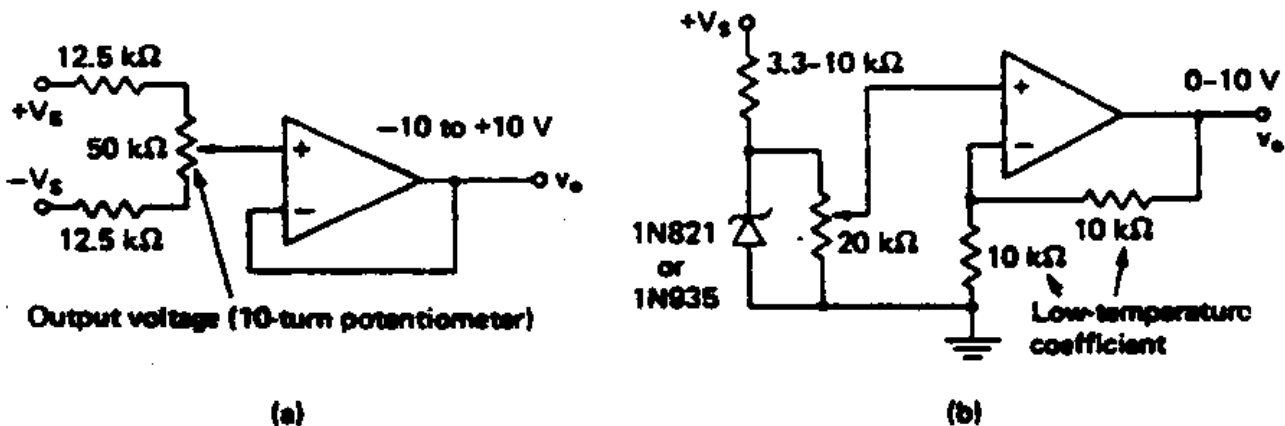 12.5 kΩ
+Vs
50 kΩ
−Vs
12.5 kΩ
−10 to +10 V
+
−
vo
Output voltage (10-turn potentiometer)
(a)
+Vs
3.3–10 kΩ
0–10 V
+
−
vo
1N821
or
1N935
20 kΩ
10 kΩ
10 kΩ
Low-temperature
coefficient
(b)